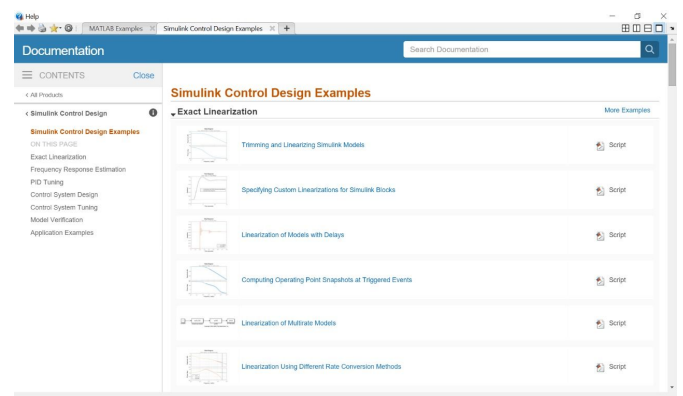 Help
MATLAB Examples
Simulink Control Design Examples
Documentation
Search Documentation
CONTENTS Close
< All Products
< Simulink Control Design
Simulink Control Design Examples
ON THIS PAGE
Exact Linearization
Frequency Response Estimation
PID Tuning
Control System Design
Control System Tuning
Model Verification
Application Examples
Simulink Control Design Examples
Exact Linearization
More Examples
Trimming and Linearizing Simulink Models
Script
Specifying Custom Linearizations for Simulink Blocks
Script
Linearization of Models with Delays
Script
Computing Operating Point Snapshots at Triggered Events
Script
Linearization of Multirate Models
Script
Linearization Using Different Rate Conversion Methods
Script